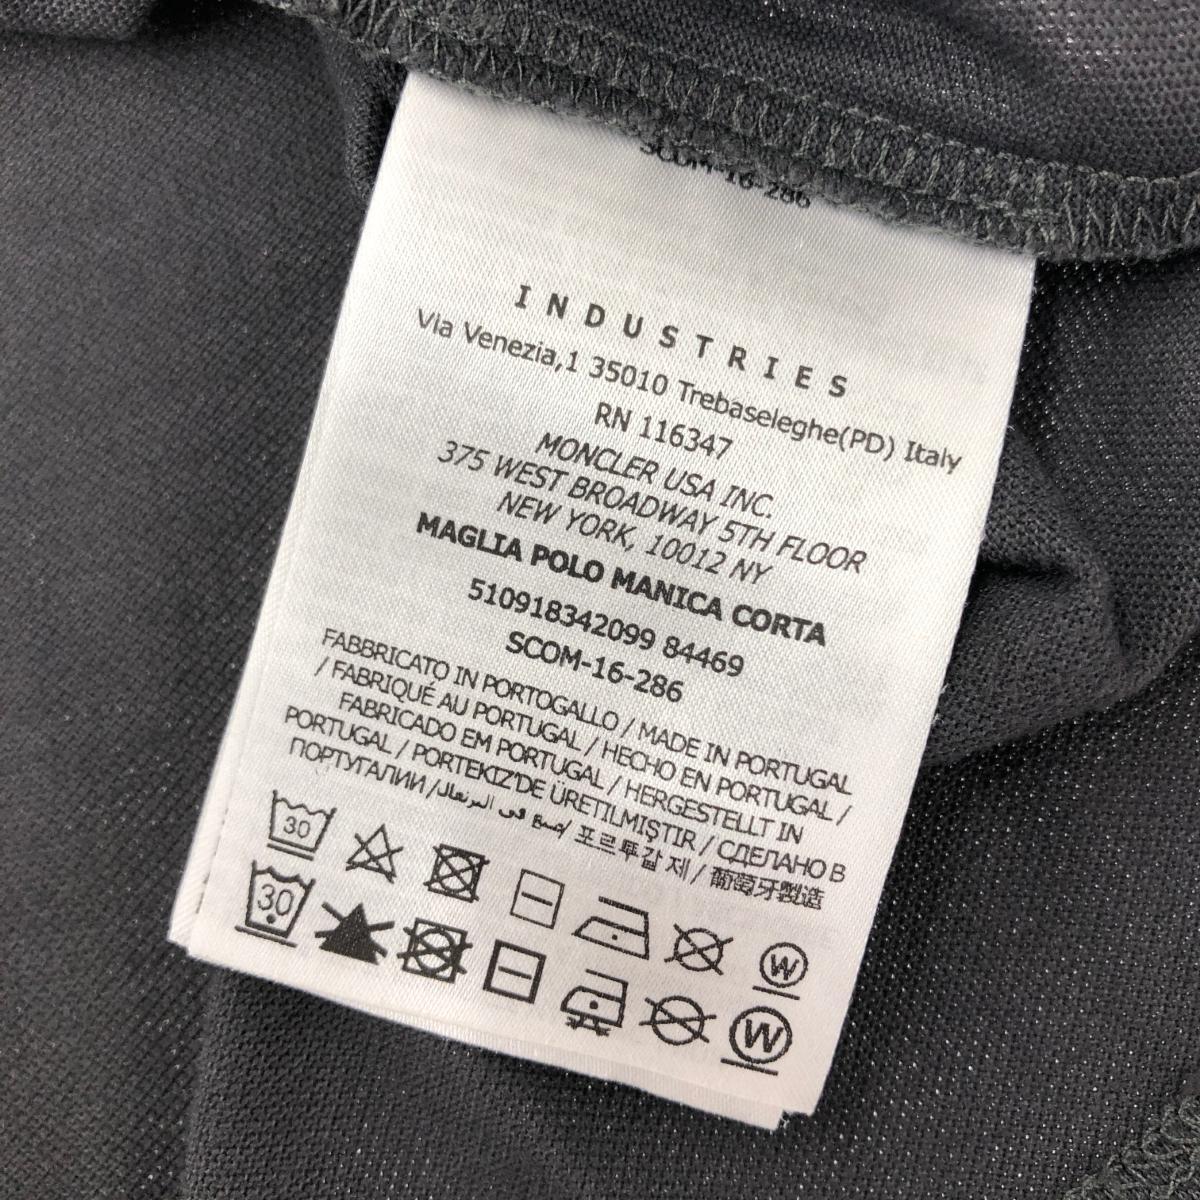 SCOM-16-286
INDUSTRIES
Via Venezia,1 35010 Trebaseleghe(PD) Italy
RN 116347
MONCLER USA INC.
375 WEST BROADWAY 5TH FLOOR
NEW YORK, 10012 NY
MAGLIA POLO MANICA CORTA
510918342099 84469
SCOM-16-286
FABBRICATO IN PORTOGALLO / MADE IN PORTUGAL
/ FABRIQUÉ AU PORTUGAL / HECHO EN PORTUGAL /
FABRICADO EM PORTUGAL / HERGESTELLT IN
PORTUGAL / PORTEKIZ'DE ÜRETILMIŞTIR / СДЕЛАНО В
ПОРТУГАЛИИ / في / 포르투갈 제 / 葡萄牙製造
30 W
30 W